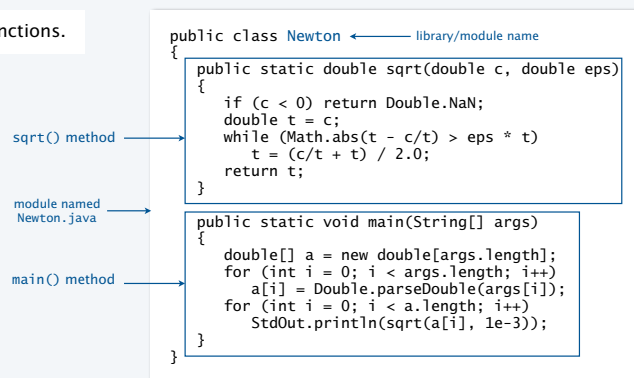 nctions.
public class Newton library/module name
{
public static double sqrt(double c, double eps)
{
if (c < 0) return Double.NaN;
double t = c;
while (Math.abs(t - c/t) > eps * t)
sqrt() method
t = (c/t + t) / 2.0;
return t;
}
module named
Newton.java
public static void main(String[] args)
{
double[] a = new double[args.length];
for (int i = 0; i < args.length; i++)
main() method
a[i] = Double.parseDouble(args[i]);
for (int i = 0; i < a.length; i++)
StdOut.println(sqrt(a[i], 1e-3));
}
}